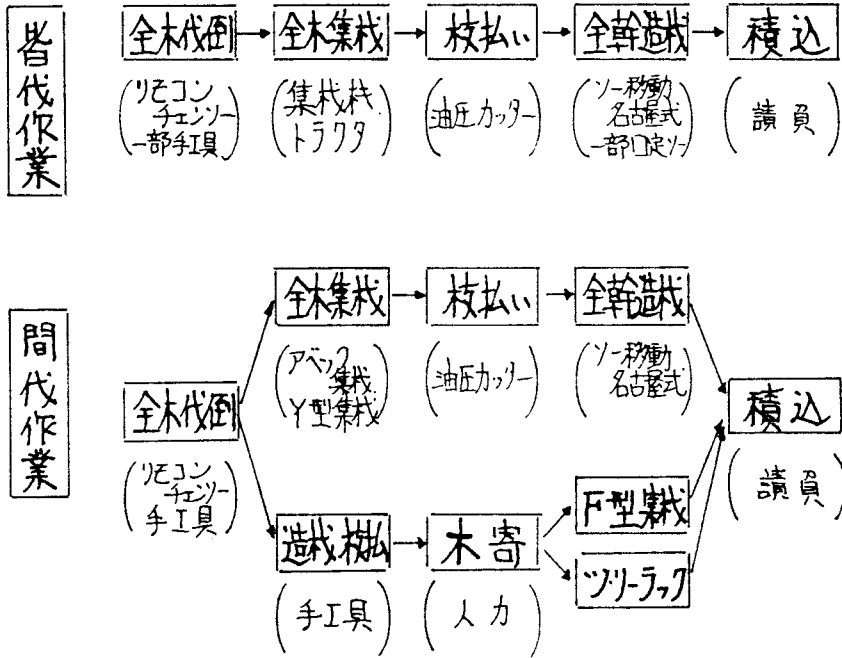 皆伐作業
全木伐倒
全木集材
枝払い
全幹造材
積込
リモコン
チェンソー
一部手工具
集材機
トラクタ
油圧カッター
ソー移動
名古屋式
一部固定ソー
請負
間伐作業
全木伐倒
リモコン
チェンソー
手工具
全木集材
枝払い
全幹造材
アベック
集材
Y型集材
油圧カッター
ソー移動
名古屋式
造材枝払
木寄
手工具
人力
F型集材
ツリーラック
積込
請負